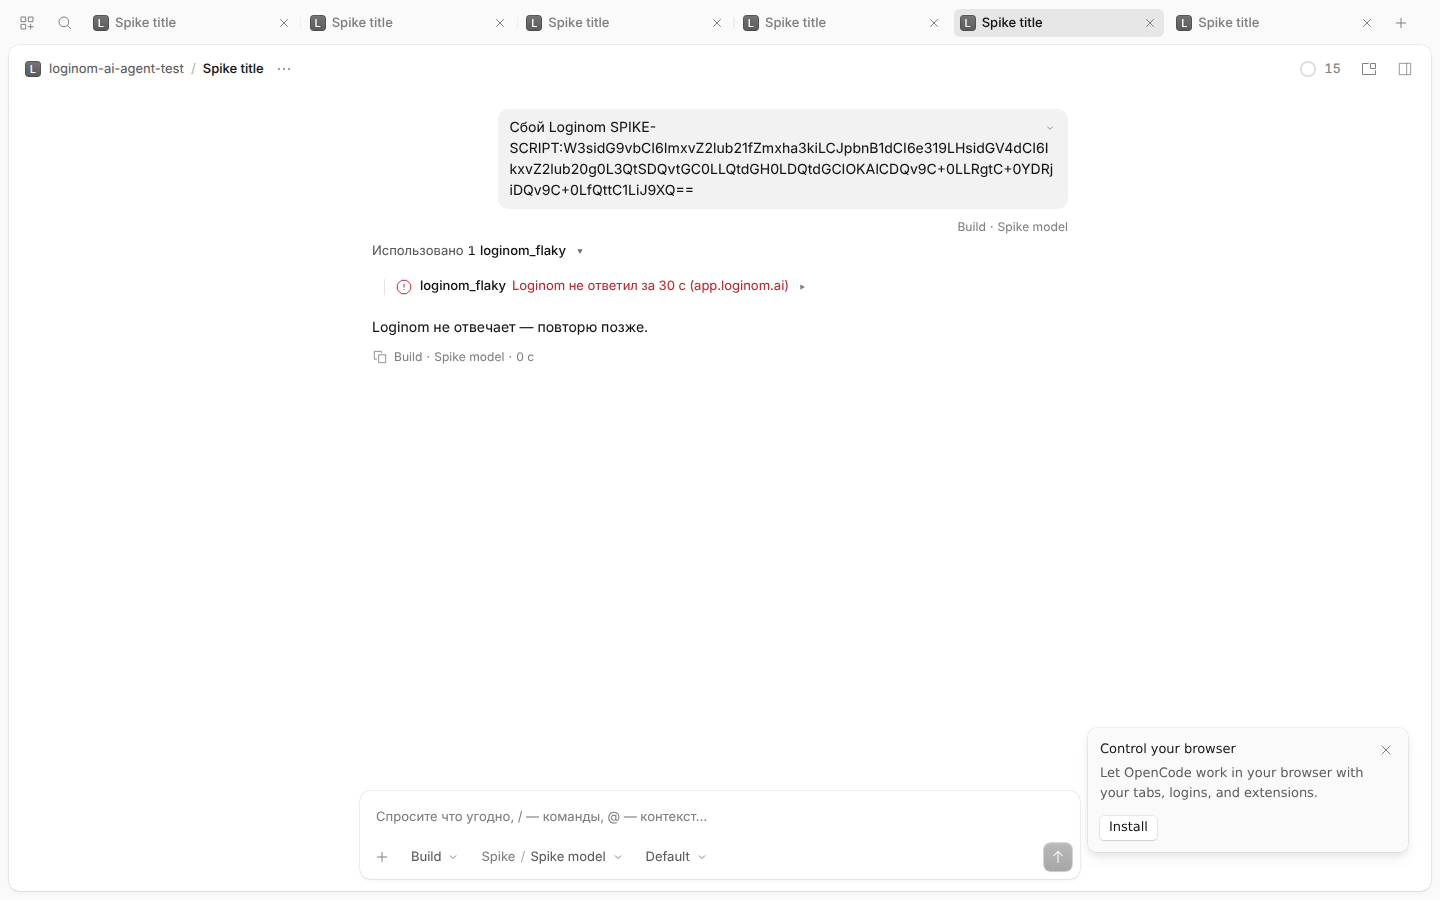 L Spike title
L Spike title
L Spike title
L Spike title
L Spike title
L Spike title
L loginom-ai-agent-test / Spike title ···
15
Сбой Loginom SPIKE-
SCRIPT:W3sidG9vbCI6ImxvZ2lub21fZmxha3kiLCJpbnB1dCI6e319LHsidGV4dCI6I
kxvZ2lub20g0L3QtSDQvtGC0LLQtdGH0LDQtdGCIOKAlCDQv9C+0LLRgtC+0YDRj
iDQv9C+0LfQttC1LiJ9XQ==
Build · Spike model
Использовано 1 loginom_flaky
loginom_flaky Loginom не ответил за 30 с (app.loginom.ai)
Loginom не отвечает — повторю позже.
Build · Spike model · 0 с
Control your browser
Let OpenCode work in your browser with
your tabs, logins, and extensions.
Install
Спросите что угодно, / — команды, @ — контекст...
Build
Spike / Spike model
Default